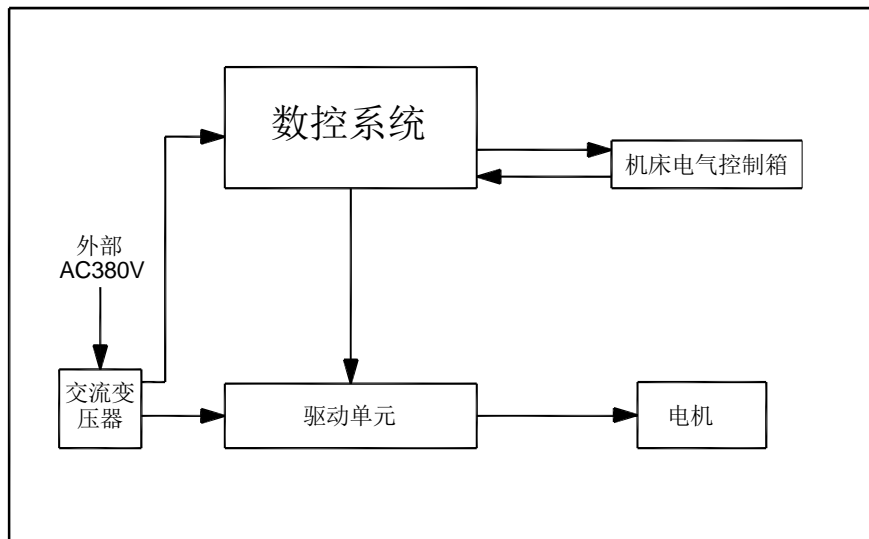 数控系统
机床电气控制箱
外部
AC380V
交流变
压器
驱动单元
电机